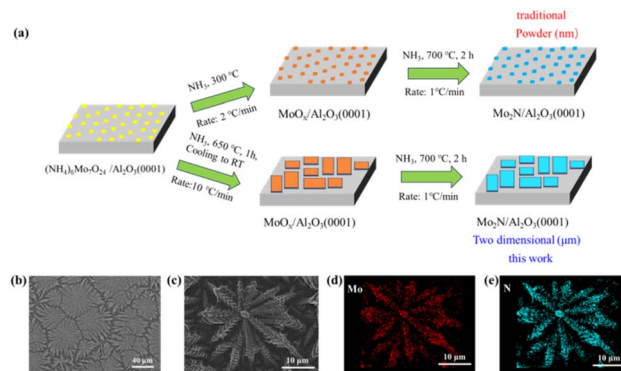 (a)
traditional
Powder (nm)
NH₃, 300 °C
Rate: 2 °C/min
NH₃, 700 °C, 2 h
Rate: 1°C/min
MoOₓ/Al₂O₃(0001)
Mo₂N/Al₂O₃(0001)
(NH₄)₆Mo₇O₂₄ /Al₂O₃(0001)
NH₃, 650 °C, 1h,
Cooling to RT
Rate:10 °C/min
NH₃, 700 °C, 2 h
Rate: 1°C/min
MoOₓ/Al₂O₃(0001)
Mo₂N/Al₂O₃(0001)
Two dimensional (μm)
this work
(b)
40 μm
(c)
10 μm
(d)
Mo
10 μm
(e)
N
10 μm